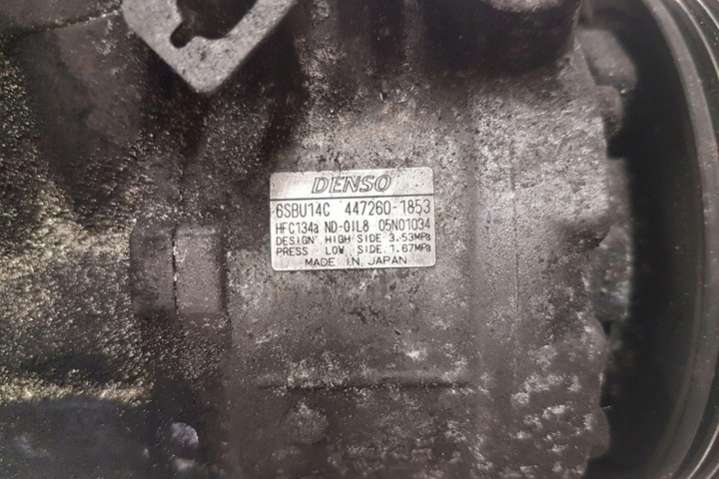 DENSO
6SBU14C 447260-1853
HFC134a ND-OIL8 05N01034
DESIGN HIGH SIDE 3.53MPa
PRESS LOW SIDE 1.67MPa
MADE IN JAPAN